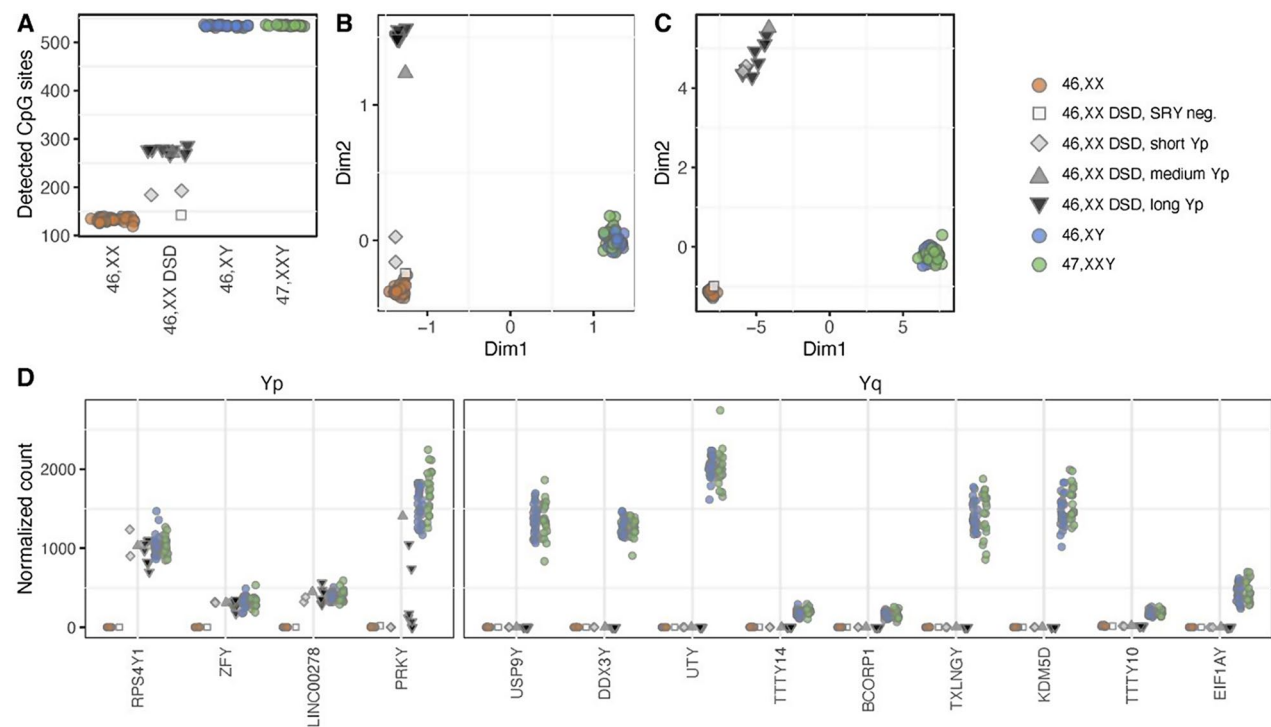 A
Detected CpG sites
500
400
300
200
100
46,XX
46,XX DSD
46,XY
47,XXY
B
Dim2
1
0
−1
0
1
Dim1
C
Dim2
4
2
0
−5
0
5
Dim1
46,XX
46,XX DSD, SRY neg.
46,XX DSD, short Yp
46,XX DSD, medium Yp
46,XX DSD, long Yp
46,XY
47,XXY
D
Yp
Yq
Normalized count
2000
1000
0
RPS4Y1
ZFY
LINC00278
PRKY
USP9Y
DDX3Y
UTY
TTTY14
BCORP1
TXLNGY
KDM5D
TTTY10
EIF1AY